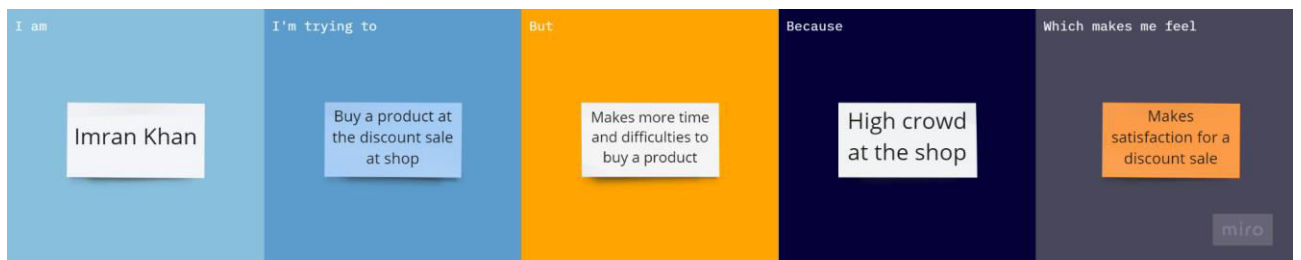 I am
Imran Khan
I'm trying to
Buy a product at
the discount sale
at shop
But
Makes more time
and difficulties to
buy a product
Because
High crowd
at the shop
Which makes me feel
Makes
satisfaction for a
discount sale
miro